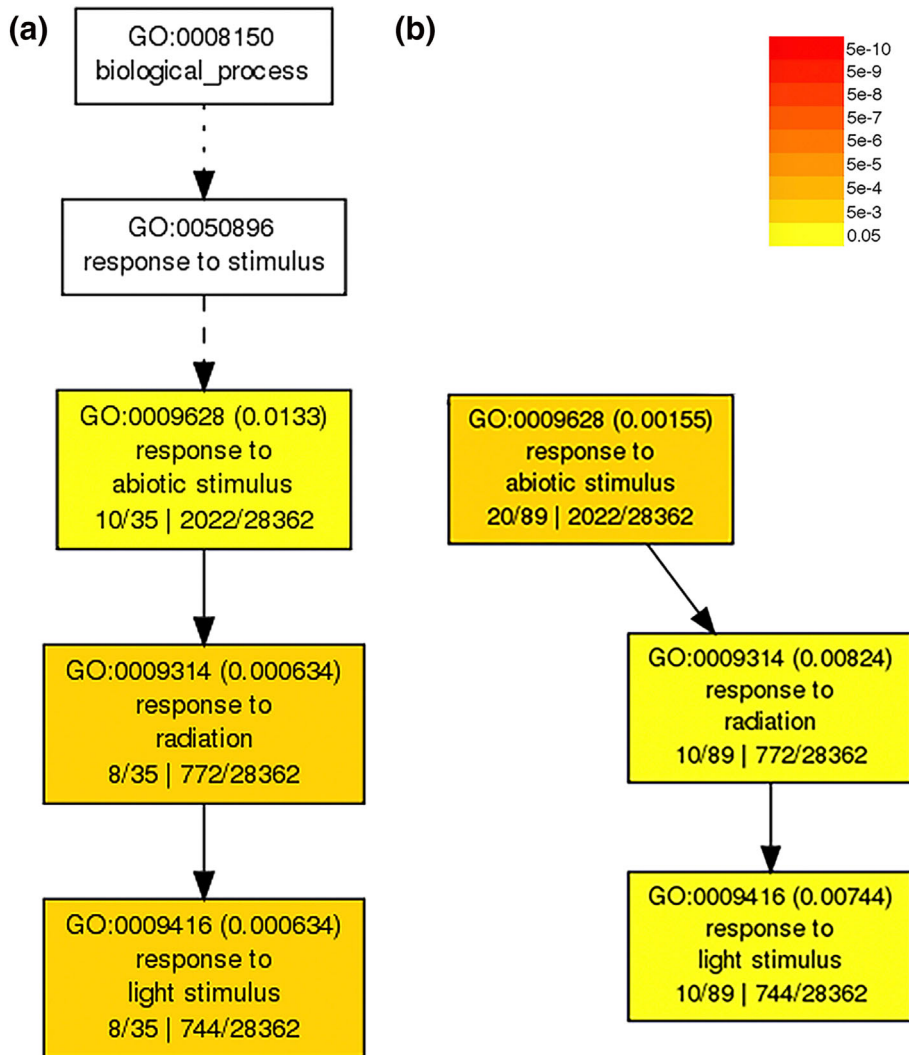 (a)
GO:0008150
biological_process
GO:0050896
response to stimulus
GO:0009628 (0.0133)
response to
abiotic stimulus
10/35 | 2022/28362
GO:0009314 (0.000634)
response to
radiation
8/35 | 772/28362
GO:0009416 (0.000634)
response to
light stimulus
8/35 | 744/28362
(b)
5e-10
5e-9
5e-8
5e-7
5e-6
5e-5
5e-4
5e-3
0.05
GO:0009628 (0.00155)
response to
abiotic stimulus
20/89 | 2022/28362
GO:0009314 (0.00824)
response to
radiation
10/89 | 772/28362
GO:0009416 (0.00744)
response to
light stimulus
10/89 | 744/28362